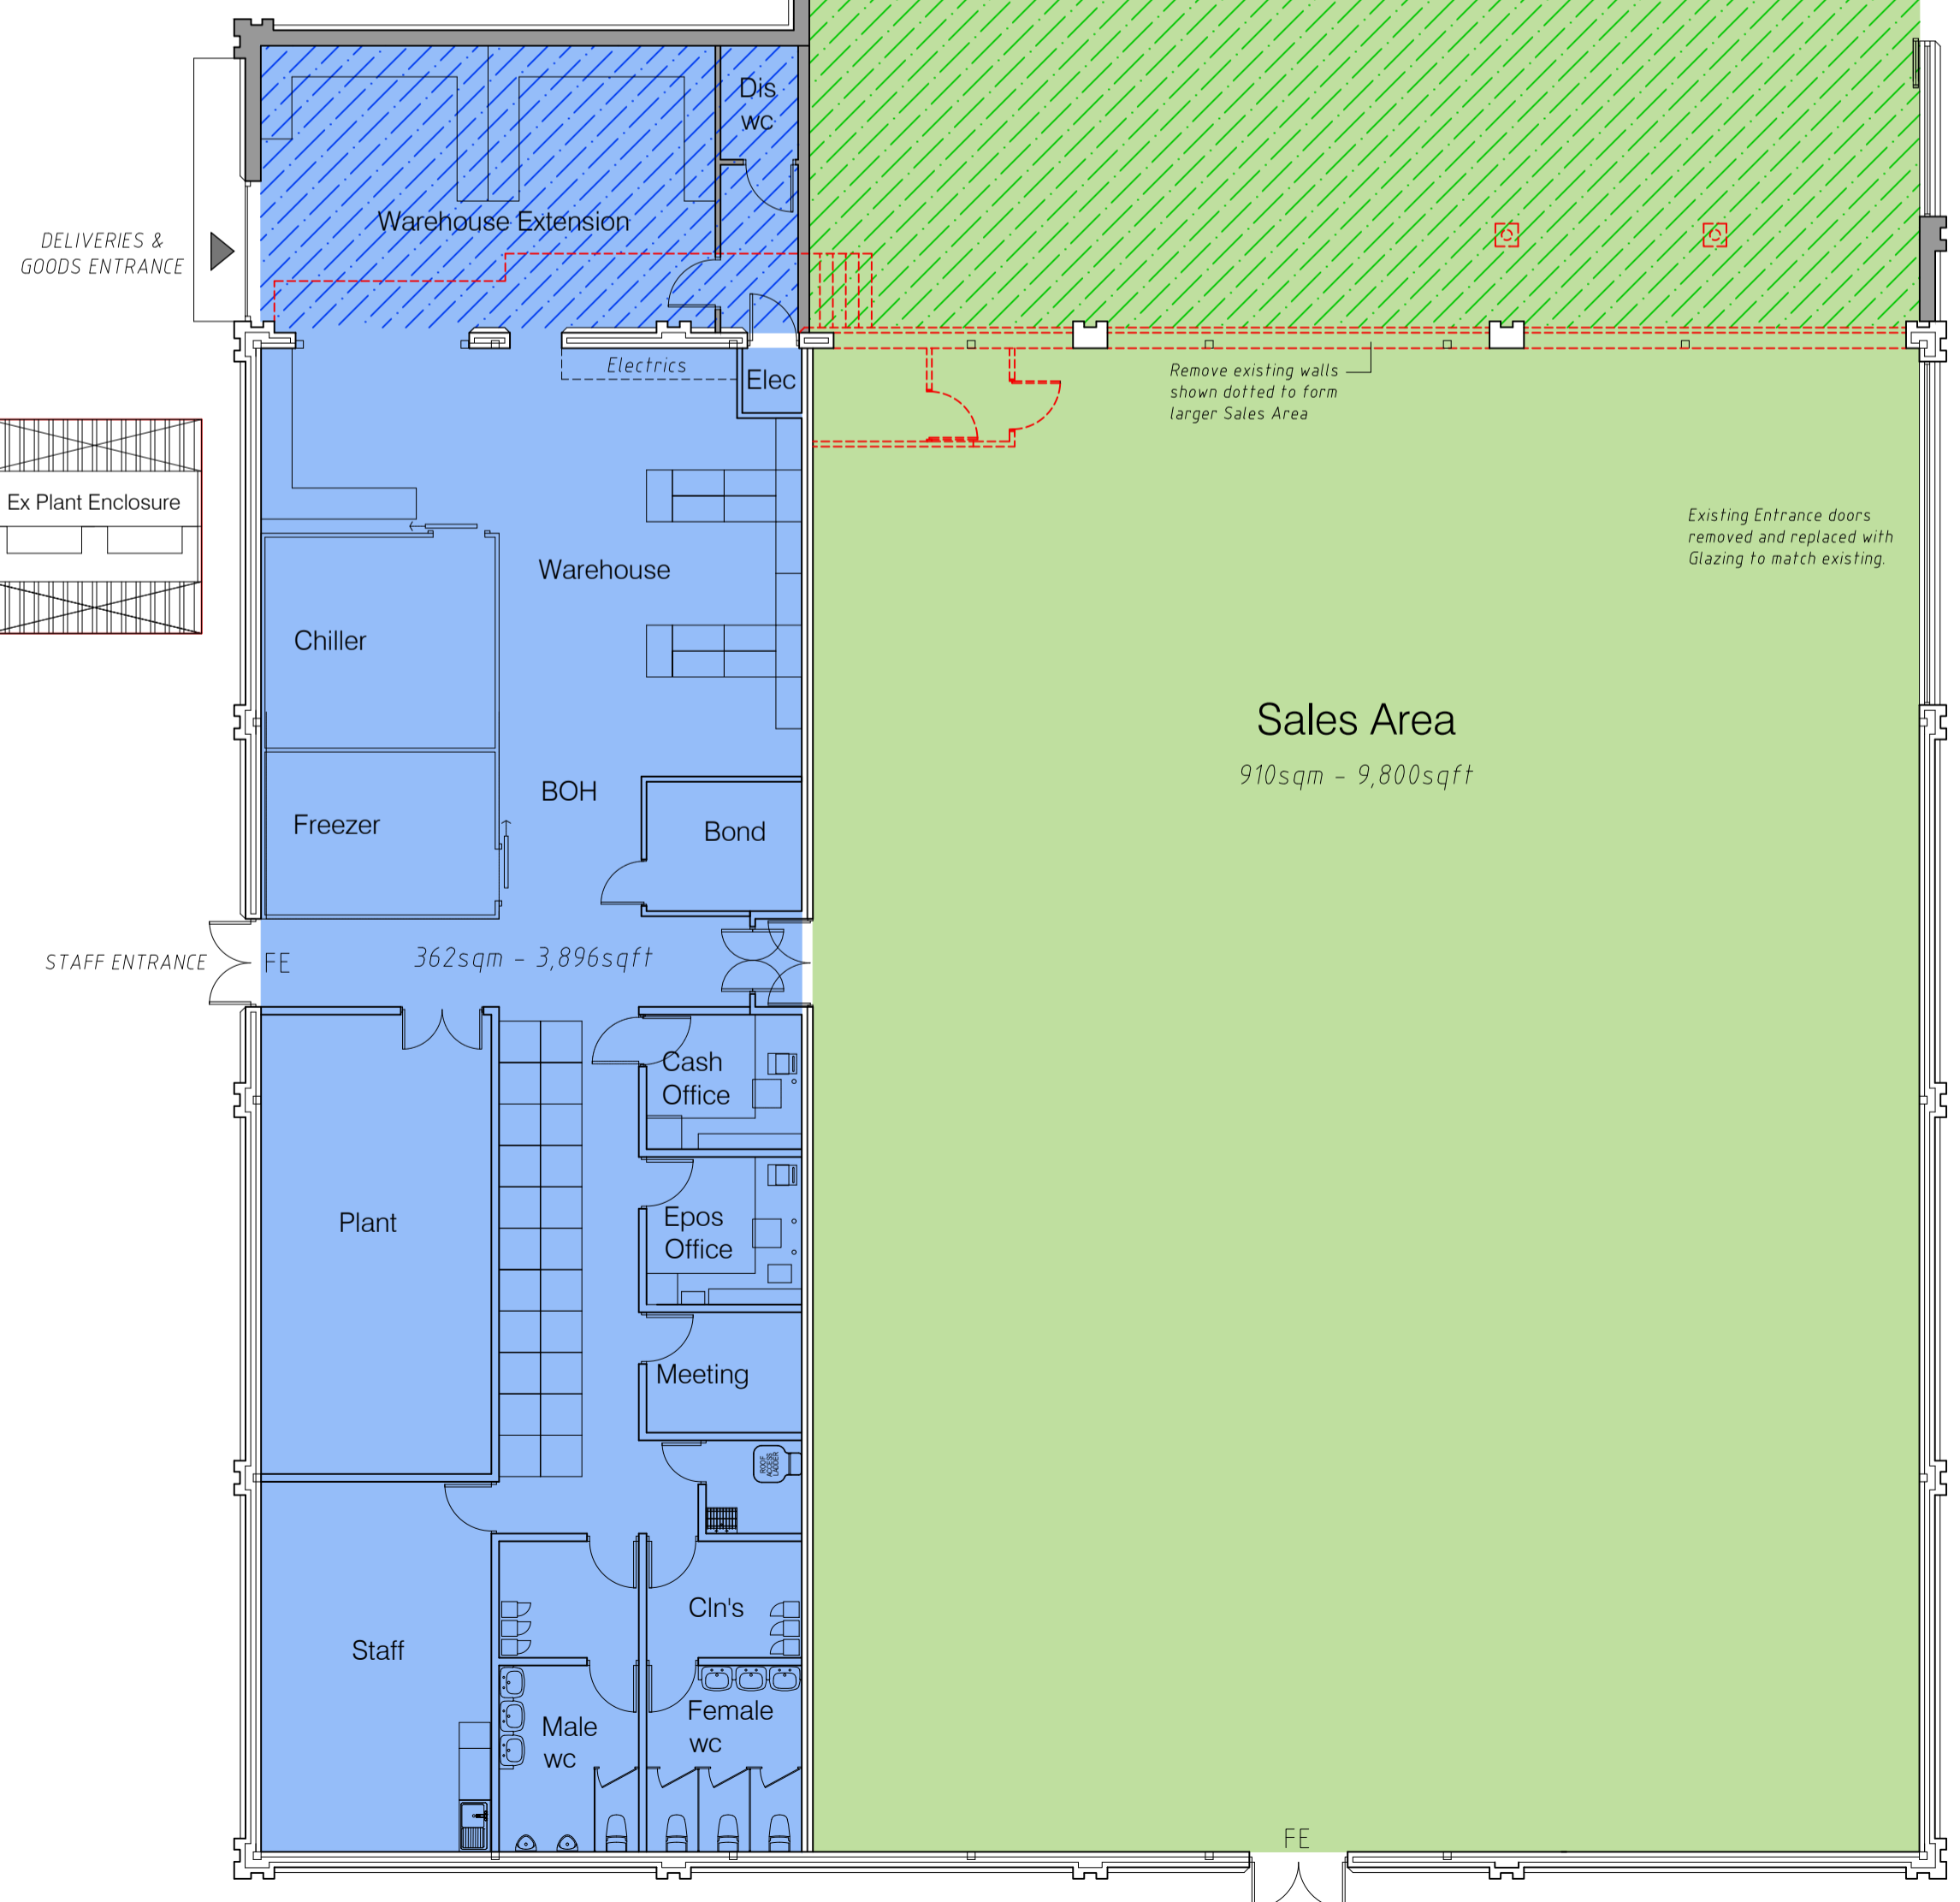 Dis
wc
Warehouse Extension
DELIVERIES &
GOODS ENTRANCE
Electrics
Elec
Remove existing walls
shown dotted to form
larger Sales Area
Ex Plant Enclosure
Existing Entrance doors
removed and replaced with
Glazing to match existing.
Warehouse
Chiller
Sales Area
910sqm - 9,800sqft
BOH
Freezer
Bond
STAFF ENTRANCE
FE
362sqm - 3,896sqft
Cash
Office
Plant
Epos
Office
Meeting
ROOF
ACCESS
LADDER
Cln's
Staff
Male
wc
Female
wc
FE